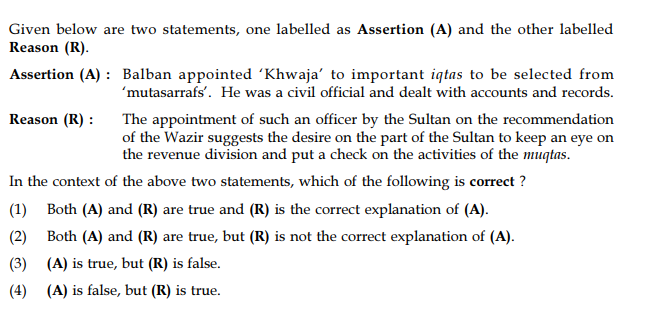 Given below are two statements, one labelled as Assertion (A) and the other labelled
Reason (R).
Assertion (A) : Balban appointed ‘Khwaja’ to important iqtas to be selected from
‘mutasarrafs’. He was a civil official and dealt with accounts and records.
Reason (R) : The appointment of such an officer by the Sultan on the recommendation
of the Wazir suggests the desire on the part of the Sultan to keep an eye on
the revenue division and put a check on the activities of the muqtas.
In the context of the above two statements, which of the following is correct ?
(1) Both (A) and (R) are true and (R) is the correct explanation of (A).
(2) Both (A) and (R) are true, but (R) is not the correct explanation of (A).
(3) (A) is true, but (R) is false.
(4) (A) is false, but (R) is true.